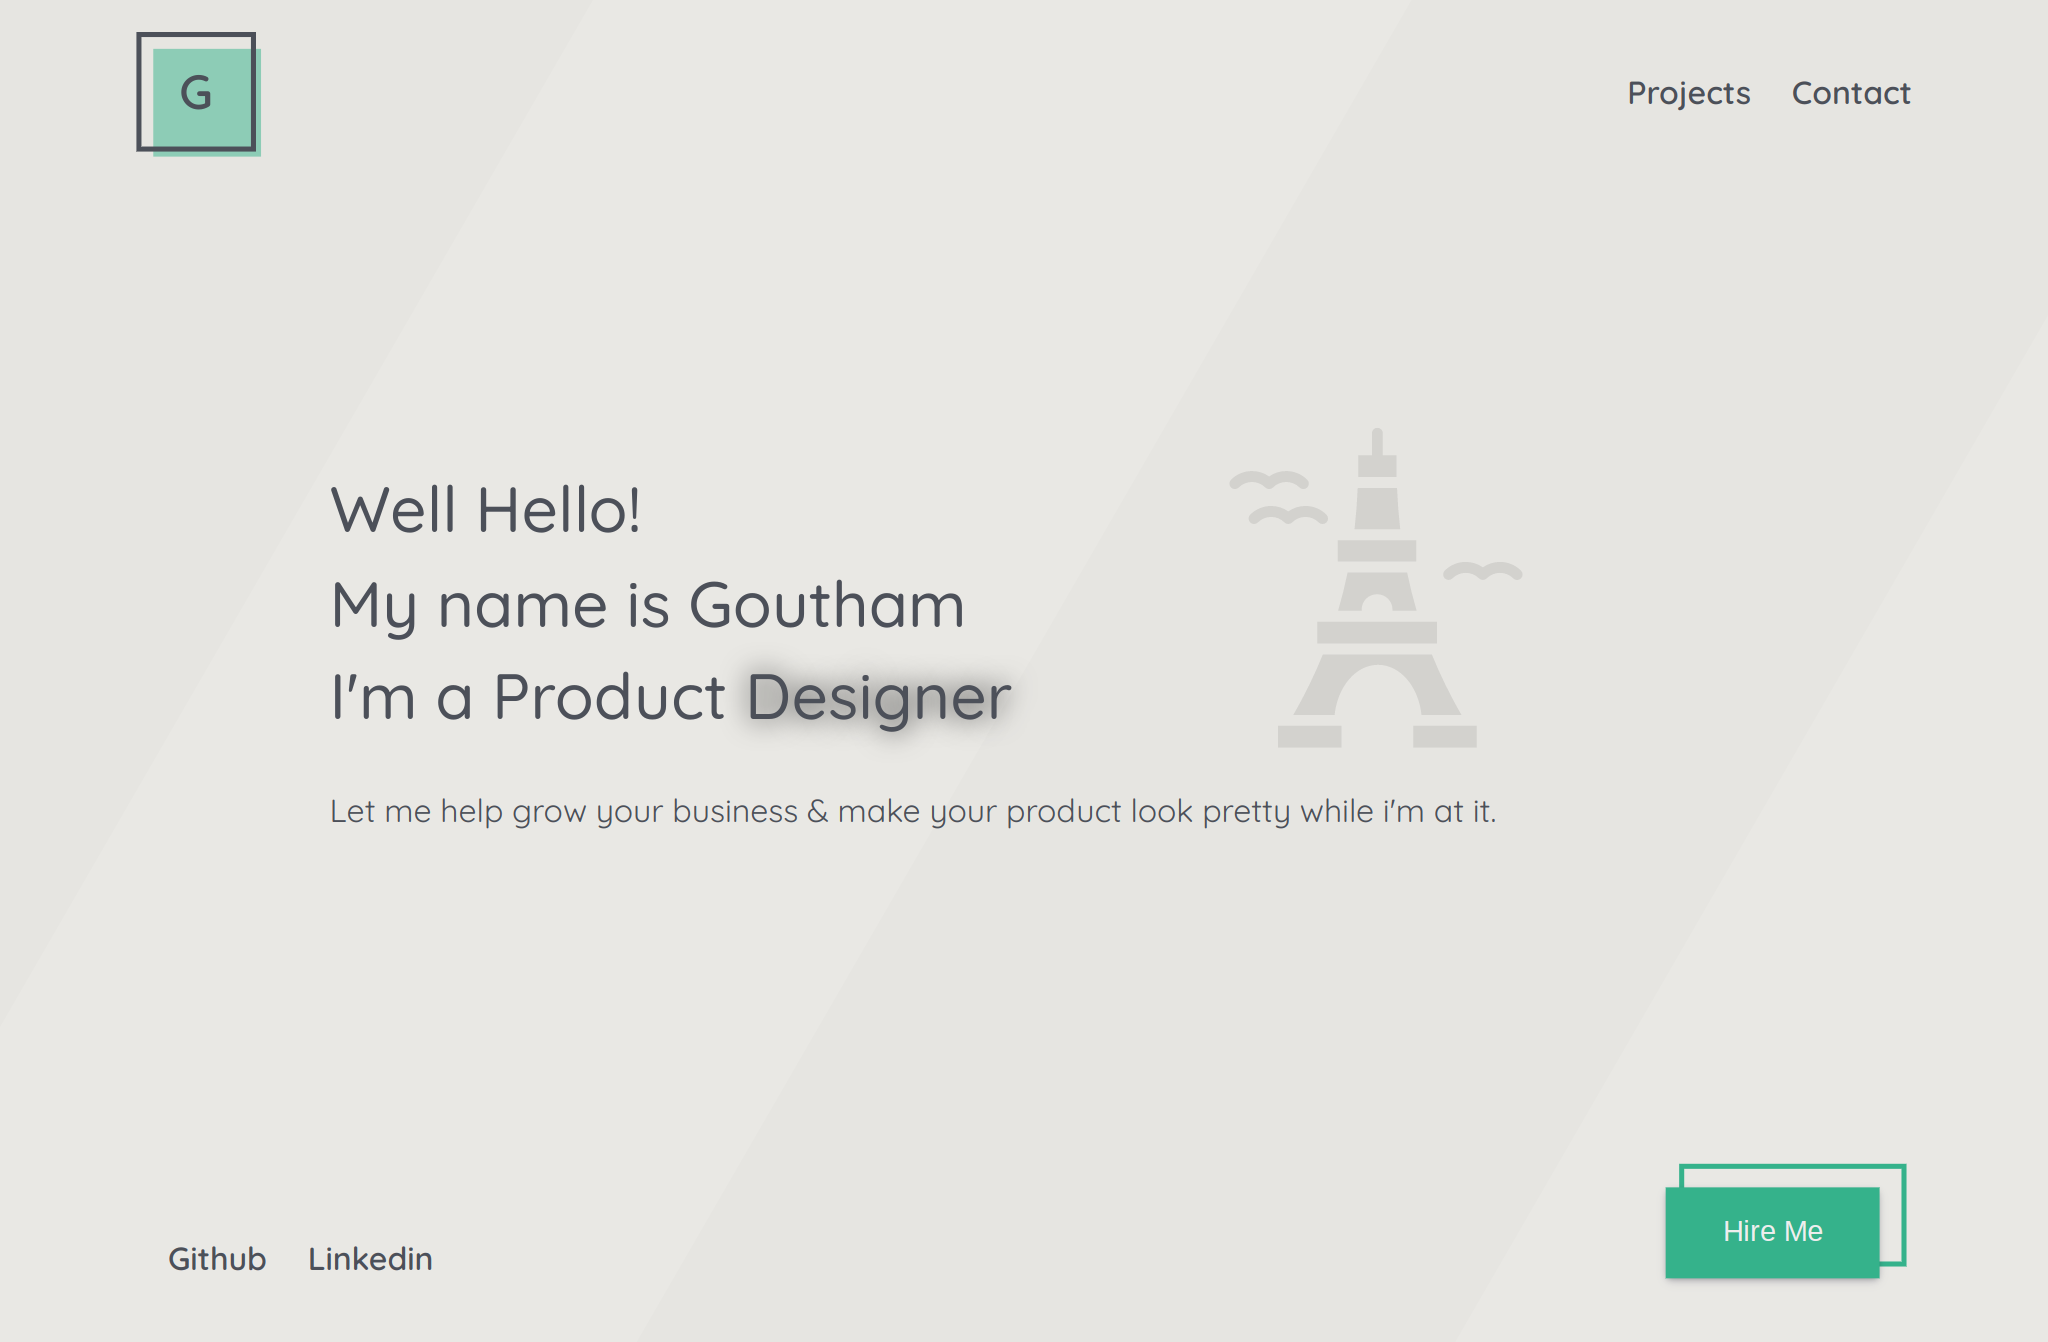 G
Projects Contact
Well Hello!
My name is Goutham
I'm a Product Designer
Let me help grow your business & make your product look pretty while i'm at it.
Github Linkedin
Hire Me